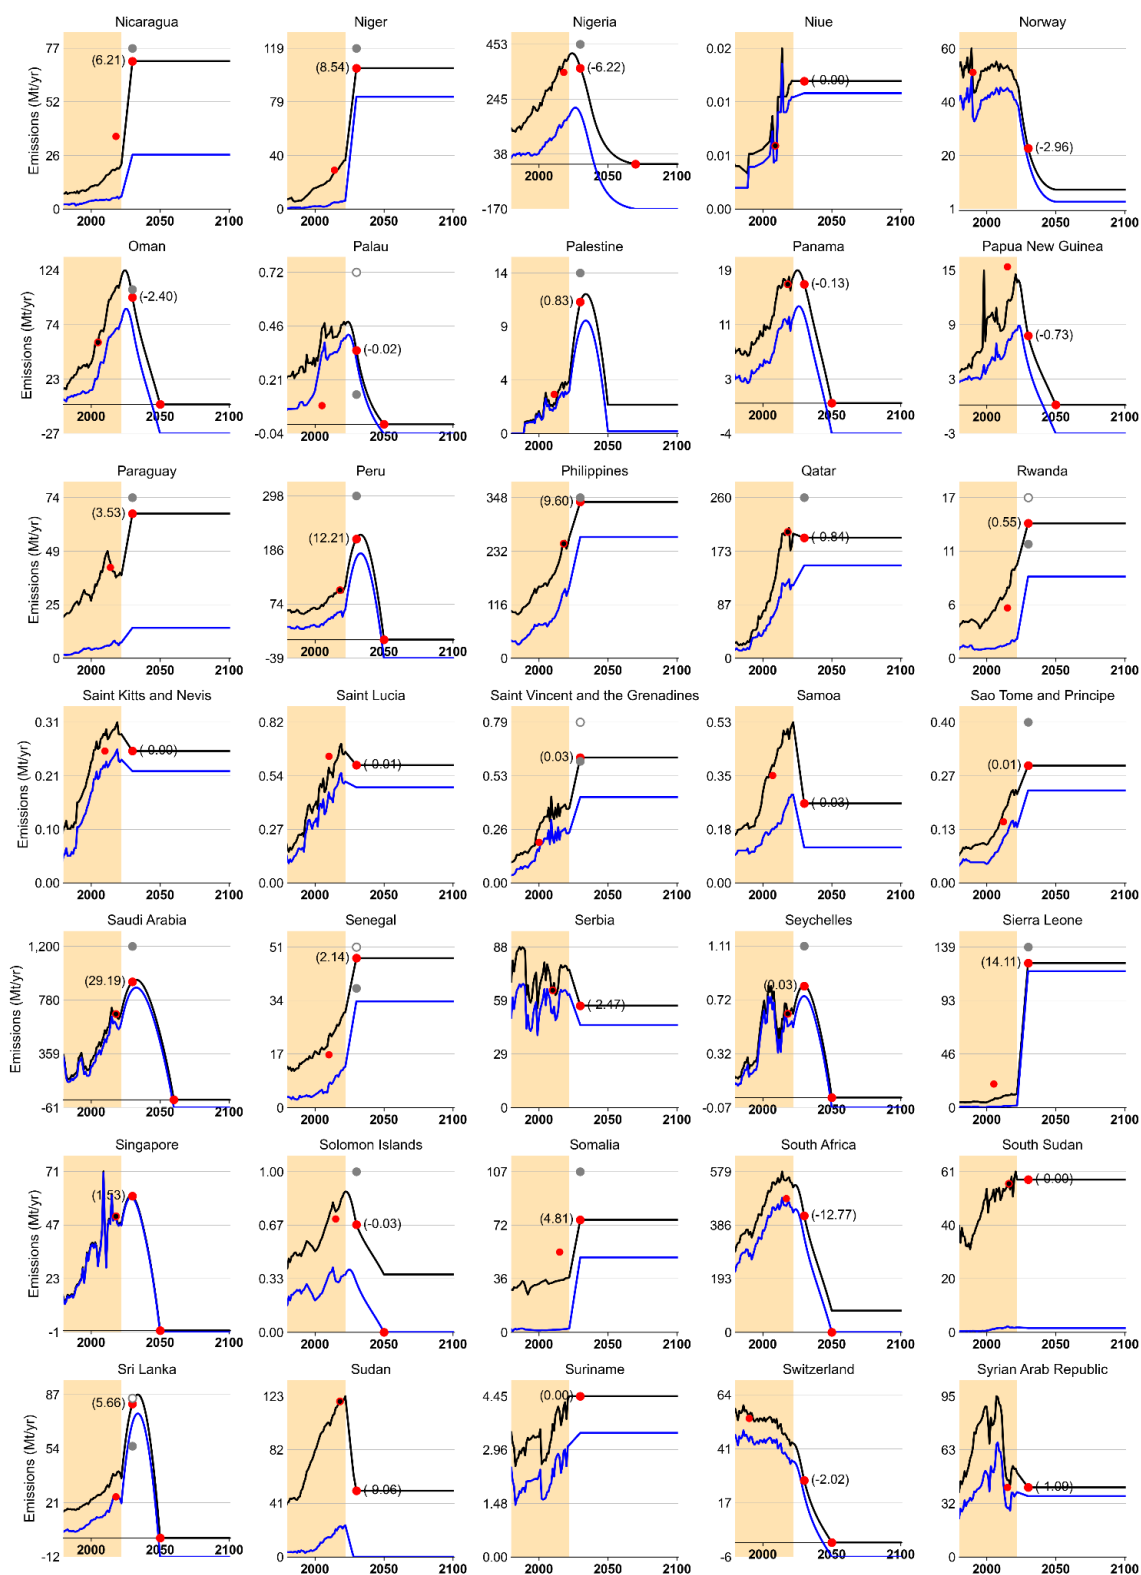 Nicaragua Niger Nigeria Niue Norway
Emissions (Mt/yr)
77 52 26 0 (6.21) 2000 2050 2100
119 79 40 0 (8.54) 2000 2050 2100
453 245 38 -170 (-6.22) 2000 2050 2100
0.02 0.01 0.01 0.00 (-0.00) 2000 2050 2100
60 40 20 1 (-2.96) 2000 2050 2100
Oman Palau Palestine Panama Papua New Guinea
Emissions (Mt/yr)
124 74 23 -27 (-2.40) 2000 2050 2100
0.72 0.46 0.21 -0.04 (-0.02) 2000 2050 2100
14 9 4 0 (0.83) 2000 2050 2100
19 11 3 -4 (-0.13) 2000 2050 2100
15 9 3 -3 (-0.73) 2000 2050 2100
Paraguay Peru Philippines Qatar Rwanda
Emissions (Mt/yr)
74 49 25 0 (3.53) 2000 2050 2100
298 186 74 -39 (12.21) 2000 2050 2100
348 232 116 0 (9.60) 2000 2050 2100
260 173 87 0 (-0.84) 2000 2050 2100
17 11 6 0 (0.55) 2000 2050 2100
Saint Kitts and Nevis Saint Lucia Saint Vincent and the Grenadines Samoa Sao Tome and Principe
Emissions (Mt/yr)
0.31 0.21 0.10 0.00 (-0.00) 2000 2050 2100
0.82 0.54 0.27 0.00 (-0.01) 2000 2050 2100
0.79 0.53 0.26 0.00 (0.03) 2000 2050 2100
0.53 0.35 0.18 0.00 (-0.03) 2000 2050 2100
0.40 0.27 0.13 0.00 (0.01) 2000 2050 2100
Saudi Arabia Senegal Serbia Seychelles Sierra Leone
Emissions (Mt/yr)
1,200 780 359 -61 (29.19) 2000 2050 2100
51 34 17 0 (2.14) 2000 2050 2100
88 59 29 0 (-2.47) 2000 2050 2100
1.11 0.72 0.32 -0.07 (0.03) 2000 2050 2100
139 93 46 0 (14.11) 2000 2050 2100
Singapore Solomon Islands Somalia South Africa South Sudan
Emissions (Mt/yr)
71 47 23 -1 (1.53) 2000 2050 2100
1.00 0.67 0.33 0.00 (-0.03) 2000 2050 2100
107 72 36 0 (4.81) 2000 2050 2100
579 386 193 0 (-12.77) 2000 2050 2100
61 40 20 0 (-0.00) 2000 2050 2100
Sri Lanka Sudan Suriname Switzerland Syrian Arab Republic
Emissions (Mt/yr)
87 54 21 -12 (5.66) 2000 2050 2100
123 82 41 0 (-9.06) 2000 2050 2100
4.45 2.96 1.48 0.00 (0.00) 2000 2050 2100
64 41 17 -6 (-2.02) 2000 2050 2100
95 63 32 0 (-1.09) 2000 2050 2100